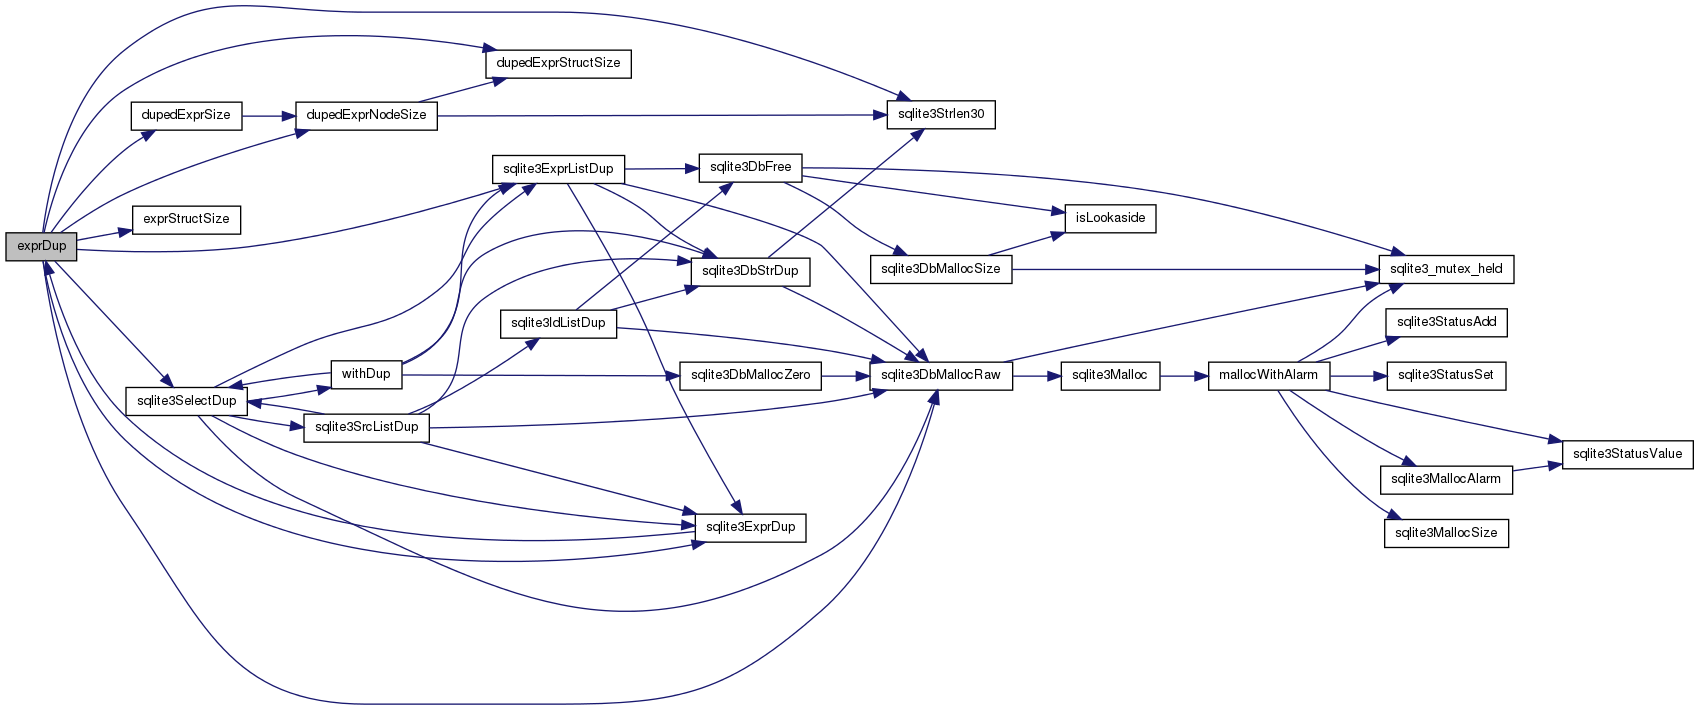 exprDup
dupedExprStructSize
dupedExprSize
dupedExprNodeSize
sqlite3Strlen30
sqlite3ExprListDup
sqlite3DbFree
exprStructSize
isLookaside
sqlite3DbStrDup
sqlite3DbMallocSize
sqlite3_mutex_held
sqlite3IdListDup
sqlite3StatusAdd
withDup
sqlite3DbMallocZero
sqlite3DbMallocRaw
sqlite3Malloc
mallocWithAlarm
sqlite3StatusSet
sqlite3SelectDup
sqlite3SrcListDup
sqlite3StatusValue
sqlite3MallocAlarm
sqlite3ExprDup
sqlite3MallocSize